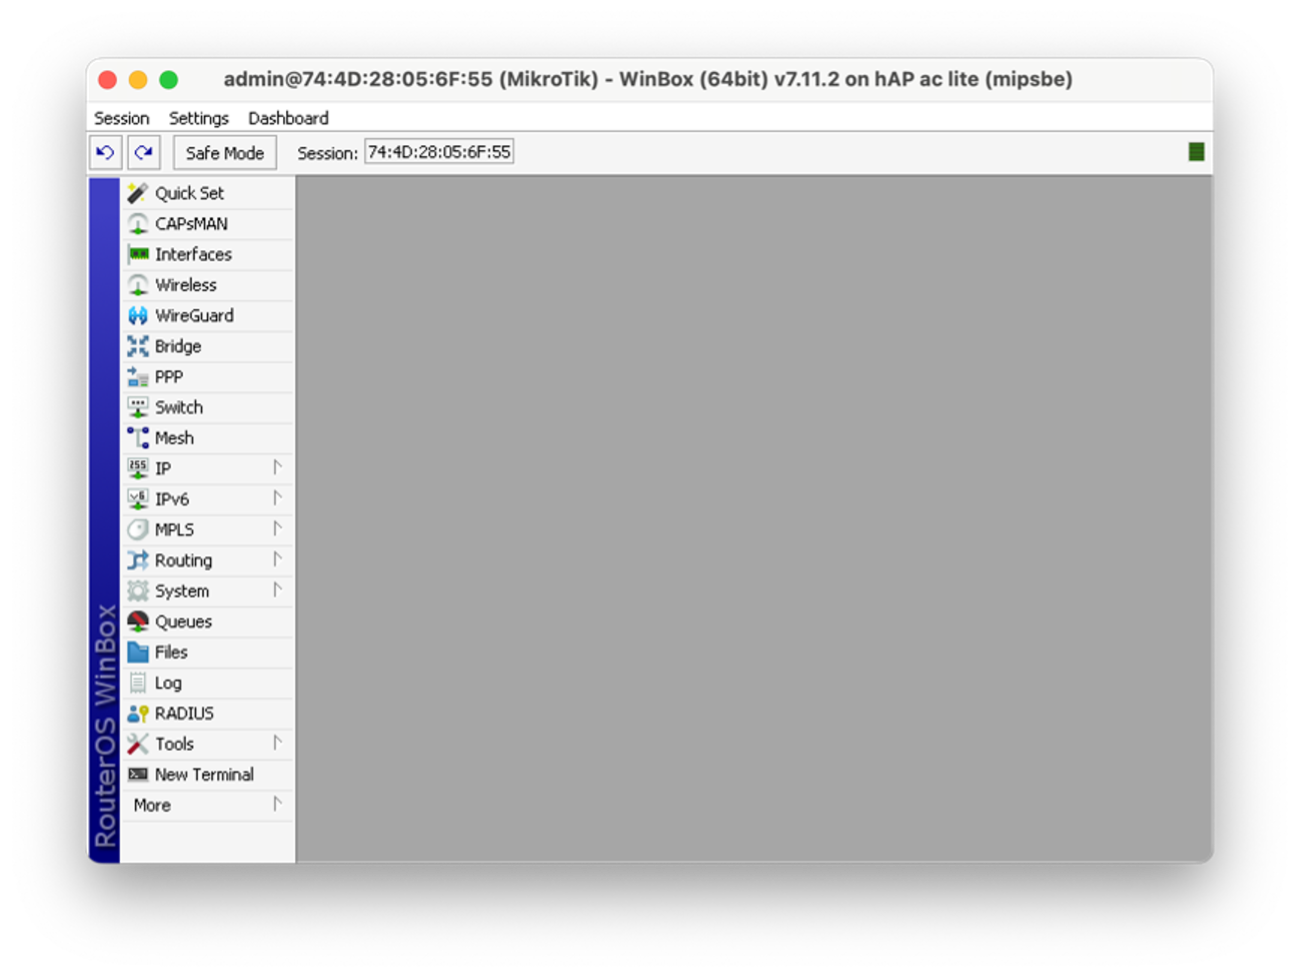 admin@74:4D:28:05:6F:55 (MikroTik) - WinBox (64bit) v7.11.2 on hAP ac lite (mipsbe)
Session Settings Dashboard
Safe Mode Session: 74:4D:28:05:6F:55
Quick Set
CAPsMAN
Interfaces
Wireless
WireGuard
Bridge
PPP
Switch
Mesh
255 IP
v6 IPv6
MPLS
Routing
System
Queues
Files
Log
RADIUS
Tools
New Terminal
More
RouterOS WinBox